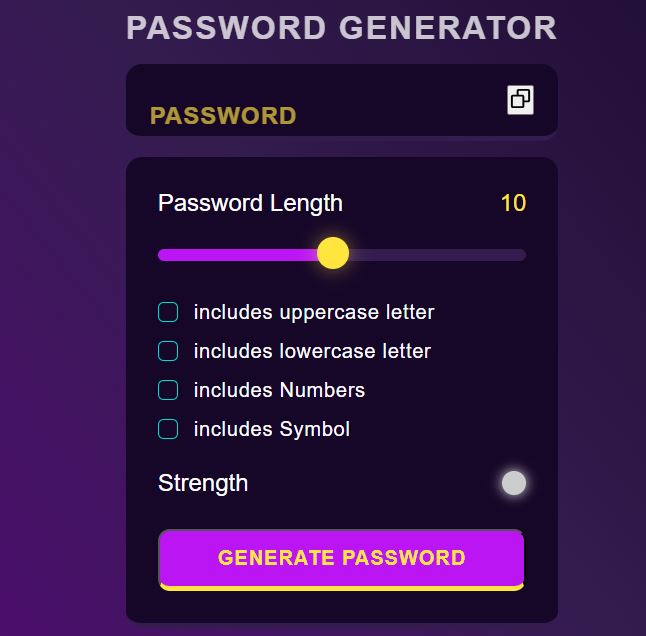 PASSWORD GENERATOR
PASSWORD
Password Length 10
includes uppercase letter
includes lowercase letter
includes Numbers
includes Symbol
Strength
GENERATE PASSWORD